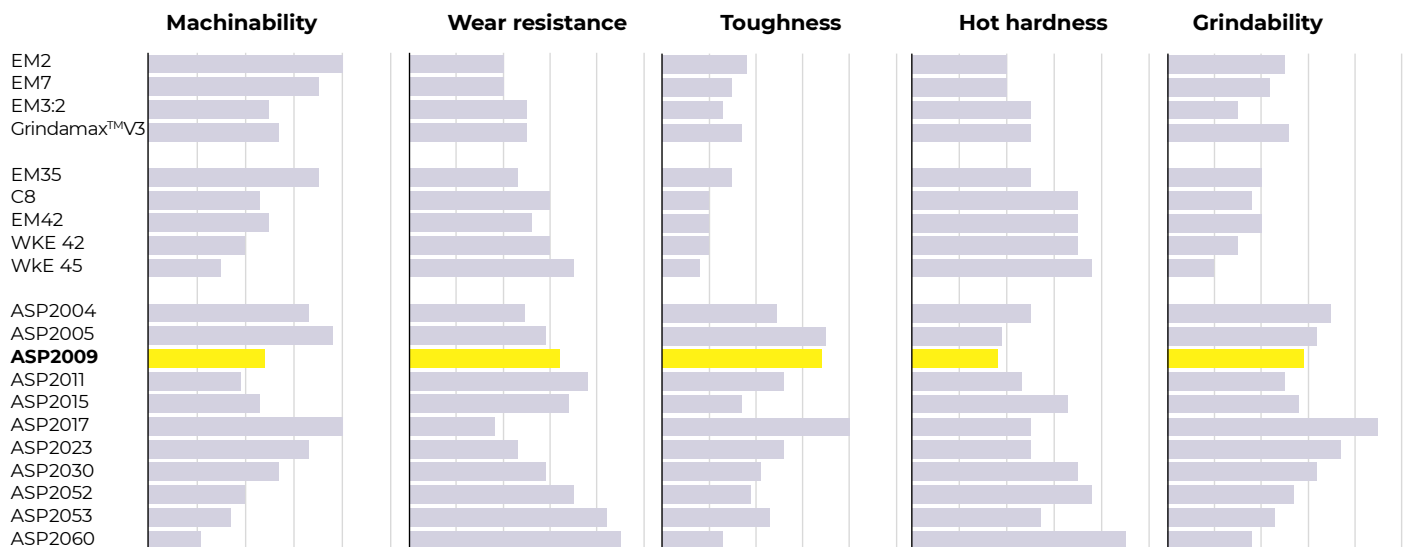 Machinability Wear resistance Toughness Hot hardness Grindability
EM2
EM7
EM3:2
Grindamax™V3
EM35
C8
EM42
WKE 42
WkE 45
ASP2004
ASP2005
ASP2009
ASP2011
ASP2015
ASP2017
ASP2023
ASP2030
ASP2052
ASP2053
ASP2060